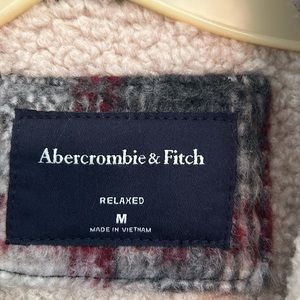 Abercrombie & Fitch
RELAXED
M
MADE IN VIETNAM